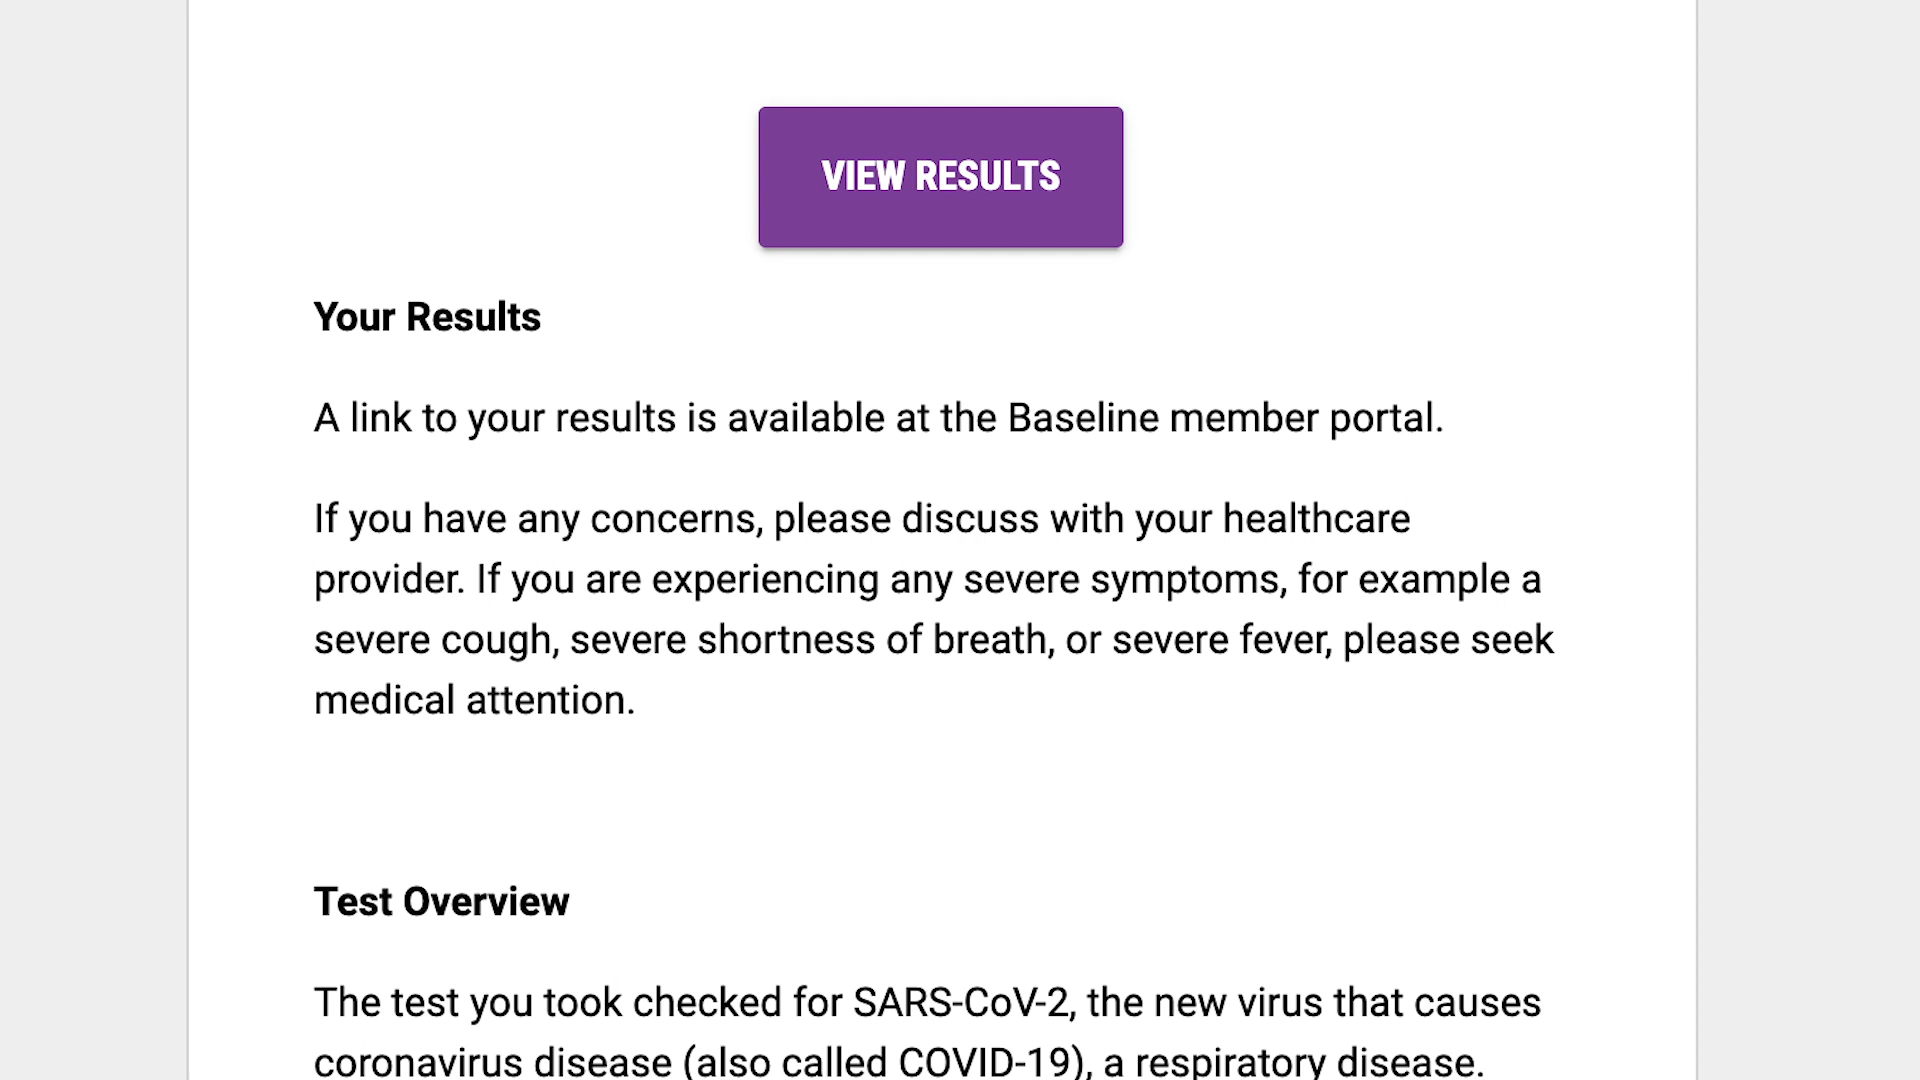 VIEW RESULTS
Your Results
A link to your results is available at the Baseline member portal.
If you have any concerns, please discuss with your healthcare
provider. If you are experiencing any severe symptoms, for example a
severe cough, severe shortness of breath, or severe fever, please seek
medical attention.
Test Overview
The test you took checked for SARS-CoV-2, the new virus that causes
coronavirus disease (also called COVID-19), a respiratory disease.